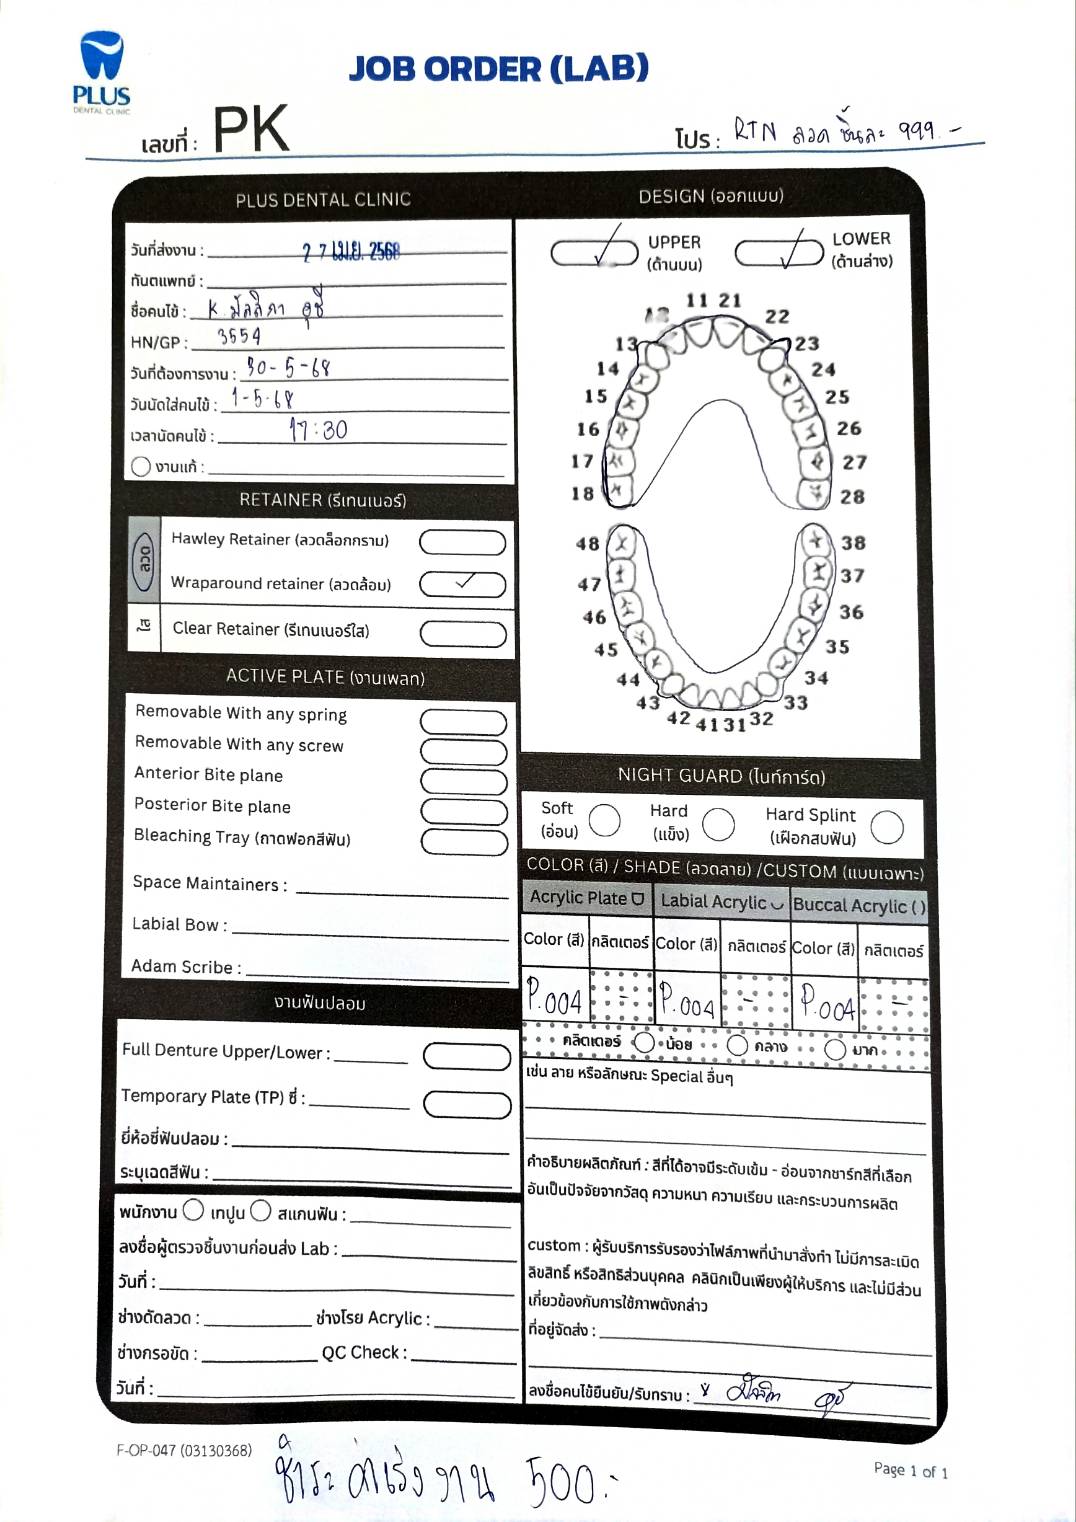 PLUS
DENTAL CLINIC
JOB ORDER (LAB)
เลขที่ : PK
โปร : RTN ลวด ชิ้นละ 999.-
PLUS DENTAL CLINIC
วันที่ส่งงาน : 27 เม.ย. 2568
ทันตแพทย์ :
ชื่อคนไข้ : K. มัลลิกา
HN/GP : 3554
วันที่ต้องการงาน : 30-5-68
วันนัดใส่คนไข้ : 1-5-68
เวลานัดคนไข้ : 17:30
งานแก้ :
RETAINER (รีเทนเนอร์)
ลวด
Hawley Retainer (ลวดล็อกกราม)
Wraparound retainer (ลวดล้อม) ✓
ใส
Clear Retainer (รีเทนเนอร์ใส)
ACTIVE PLATE (งานเพลท)
Removable With any spring
Removable With any screw
Anterior Bite plane
Posterior Bite plane
Bleaching Tray (ถาดฟอกสีฟัน)
Space Maintainers :
Labial Bow :
Adam Scribe :
งานฟันปลอม
Full Denture Upper/Lower :
Temporary Plate (TP) ซี่ :
ยี่ห้อซี่ฟันปลอม :
ระบุเฉดสีฟัน :
พนักงาน เทปูน สแกนฟัน :
ลงชื่อผู้ตรวจชิ้นงานก่อนส่ง Lab :
วันที่ :
ช่างดัดลวด : ช่างโรย Acrylic :
ช่างกรอขัด : QC Check :
วันที่ :
DESIGN (ออกแบบ)
✓ UPPER ✓ LOWER
(ด้านบน) (ด้านล่าง)
11 21
12 22
13 23
14 24
15 25
16 26
17 27
18 28
48 38
47 37
46 36
45 35
44 34
43 33
42 41 31 32
NIGHT GUARD (ไนท์การ์ด)
Soft Hard Hard Splint
(อ่อน) (แข็ง) (เฝือกสบฟัน)
COLOR (สี) / SHADE (ลวดลาย) /CUSTOM (แบบเฉพาะ)
Acrylic Plate Labial Acrylic Buccal Acrylic ( )
Color (สี) กลิตเตอร์ Color (สี) กลิตเตอร์ Color (สี) กลิตเตอร์
P.004 - P.004 - P.004 -
กลิตเตอร์ น้อย กลาง มาก
เช่น ลาย หรือลักษณะ Special อื่นๆ
คำอธิบายผลิตภัณฑ์ : สีที่ได้อาจมีระดับเข้ม - อ่อนจากชาร์ทสีที่เลือก
อันเป็นปัจจัยจากวัสดุ ความหนา ความเรียบ และกระบวนการผลิต
custom : ผู้รับบริการรับรองว่าไฟล์ภาพที่นำมาสั่งทำ ไม่มีการละเมิด
ลิขสิทธิ์ หรือสิทธิส่วนบุคคล คลินิกเป็นเพียงผู้ให้บริการ และไม่มีส่วน
เกี่ยวข้องกับการใช้ภาพดังกล่าว
ที่อยู่จัดส่ง :
ลงชื่อคนไข้ยืนยัน/รับทราบ :
F-OP-047 (03130368)
Page 1 of 1
ชำระค่าเร่งงาน 500.-